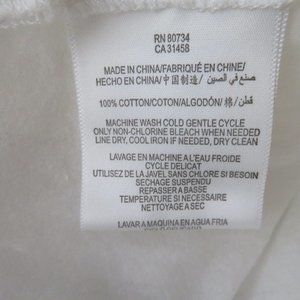 RN 80734
CA 31458
MADE IN CHINA/FABRIQUÉ EN CHINE/
HECHO EN CHINA/中国制造/ صنع في الصين
100% COTTON/COTON/ALGODÓN/棉/قطن
MACHINE WASH COLD GENTLE CYCLE
ONLY NON-CHLORINE BLEACH WHEN NEEDED
LINE DRY, COOL IRON IF NEEDED, DRY CLEAN
LAVAGE EN MACHINE A L'EAU FROIDE
CYCLE DELICAT
UTILISEZ DE LA JAVEL SANS CHLORE SI BESOIN
SECHAGE SUSPENDU
REPASSER A BASSE
TEMPERATURE SI NECESSAIRE
NETTOYAGE A SEC
LAVAR A MAQUINA EN AGUA FRIA
CICLO DELICADO